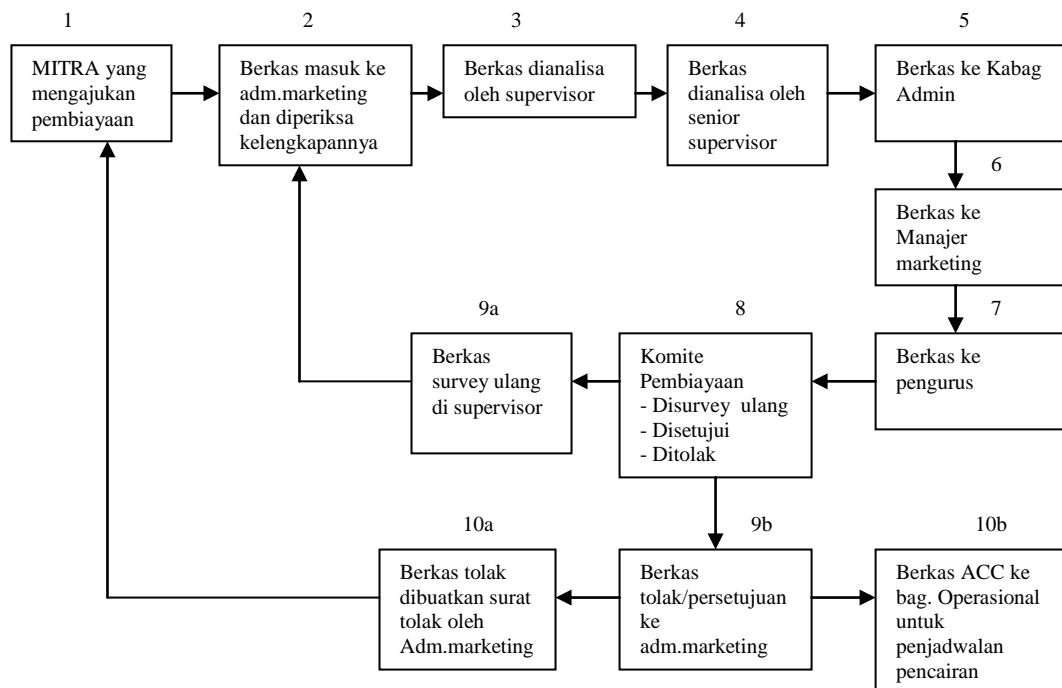 1
MITRA yang
mengajukan
pembiayaan
2
Berkas masuk ke
adm.marketing
dan diperiksa
kelengkapannya
3
Berkas dianalisa
oleh supervisor
4
Berkas
dianalisa oleh
senior
supervisor
5
Berkas ke Kabag
Admin
6
Berkas ke
Manajer
marketing
7
Berkas ke
pengurus
8
Komite
Pembiayaan
- Disurvey ulang
- Disetujui
- Ditolak
9a
Berkas
survey ulang
di supervisor
9b
Berkas
tolak/persetujuan
ke
adm.marketing
10a
Berkas tolak
dibuatkan surat
tolak oleh
Adm.marketing
10b
Berkas ACC ke
bag. Operasional
untuk
penjadwalan
pencairan